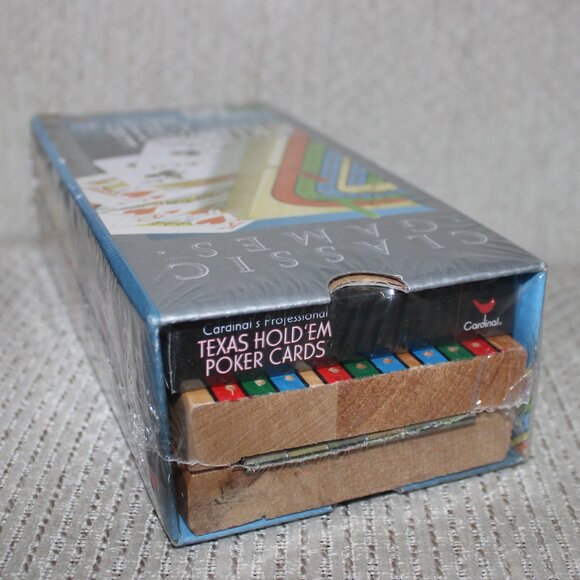 CLASSIC
GAMES
Cardinal's Professional
TEXAS HOLD'EM
POKER CARDS
Cardinal